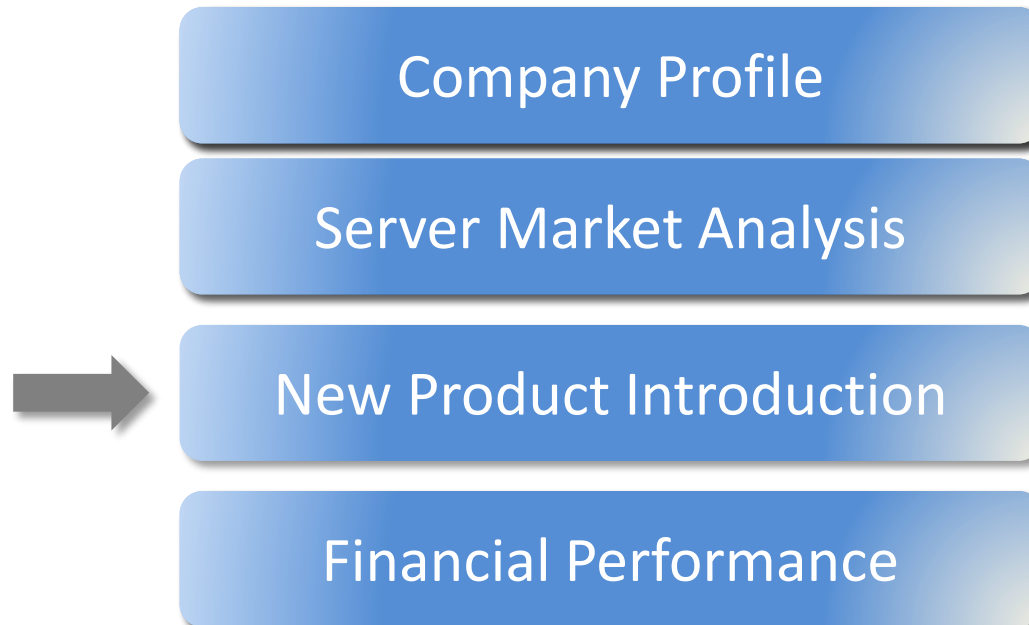 Company Profile
Server Market Analysis
New Product Introduction
Financial Performance